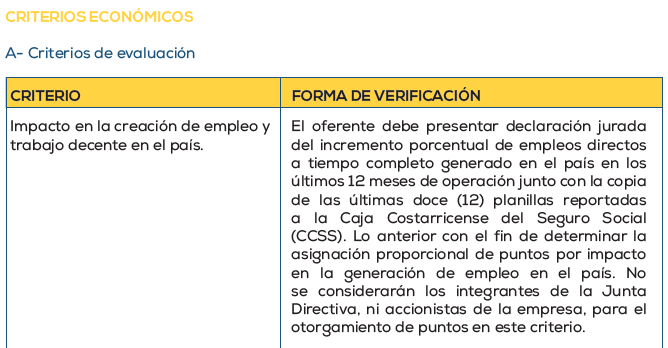 CRITERIOS ECONÓMICOS
A- Criterios de evaluación
CRITERIO
FORMA DE VERIFICACIÓN
Impacto en la creación de empleo y
trabajo decente en el país.
El oferente debe presentar declaración jurada
del incremento porcentual de empleos directos
a tiempo completo generado en el país en los
últimos 12 meses de operación junto con la copia
de las últimas doce (12) planillas reportadas
a la Caja Costarricense del Seguro Social
(CCSS). Lo anterior con el fin de determinar la
asignación proporcional de puntos por impacto
en la generación de empleo en el país. No
se considerarán los integrantes de la Junta
Directiva, ni accionistas de la empresa, para el
otorgamiento de puntos en este criterio.